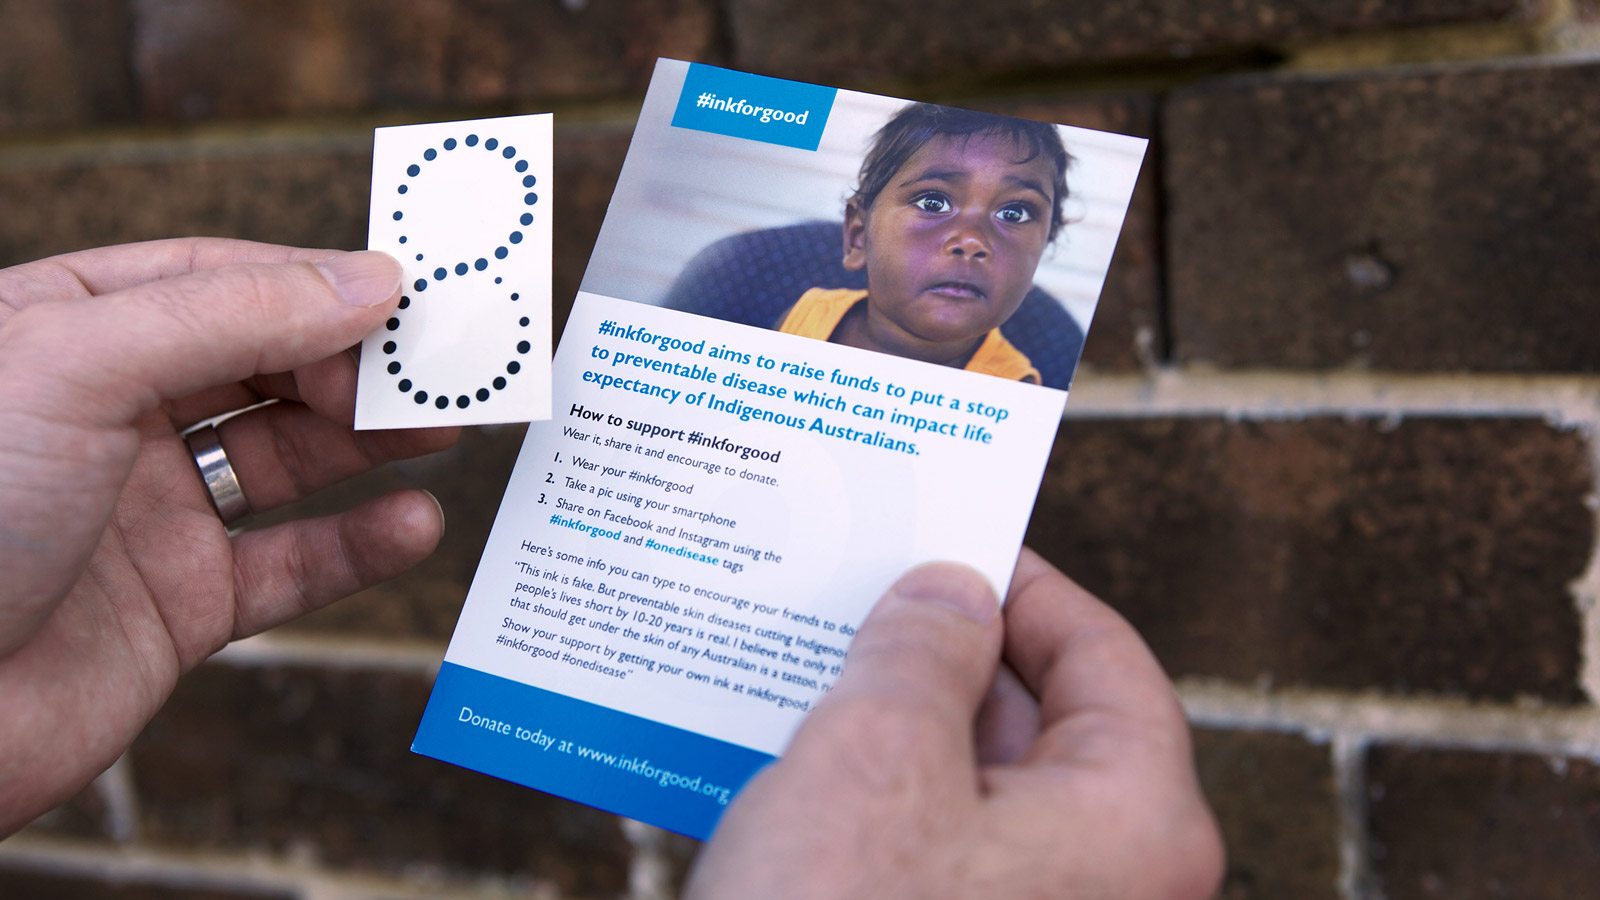 #inkforgood
#inkforgood aims to raise funds to put a stop
to preventable disease which can impact life
expectancy of Indigenous Australians.
How to support #inkforgood
Wear it, share it and encourage to donate.
1. Wear your #inkforgood
2. Take a pic using your smartphone
3. Share on Facebook and Instagram using the
#inkforgood and #onedisease tags
Here's some info you can type to encourage your friends to
"This ink is fake. But preventable skin diseases cutting
people's lives short by 10-20 years is real. I believe the only
that should get under the skin of any Australian is a tattoo,
Show your support by getting your own ink at inkforgood.
#inkforgood #onedisease"
Donate today at www.inkforgood.org